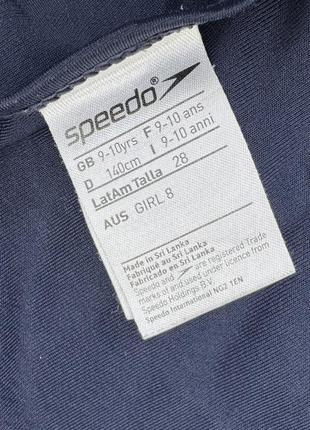 speedo®
GB 9-10yrs F 9-10 ans
D 140cm I 9-10 anni
LatAm Talla 28
AUS GIRL 8
Made in Sri Lanka
Fabriqué au Sri Lanka
Fabricado en Sri Lanka
Speedo and are registered Trade
marks of and used under licence from
Speedo Holdings B.V.
Speedo International NG2 1EN